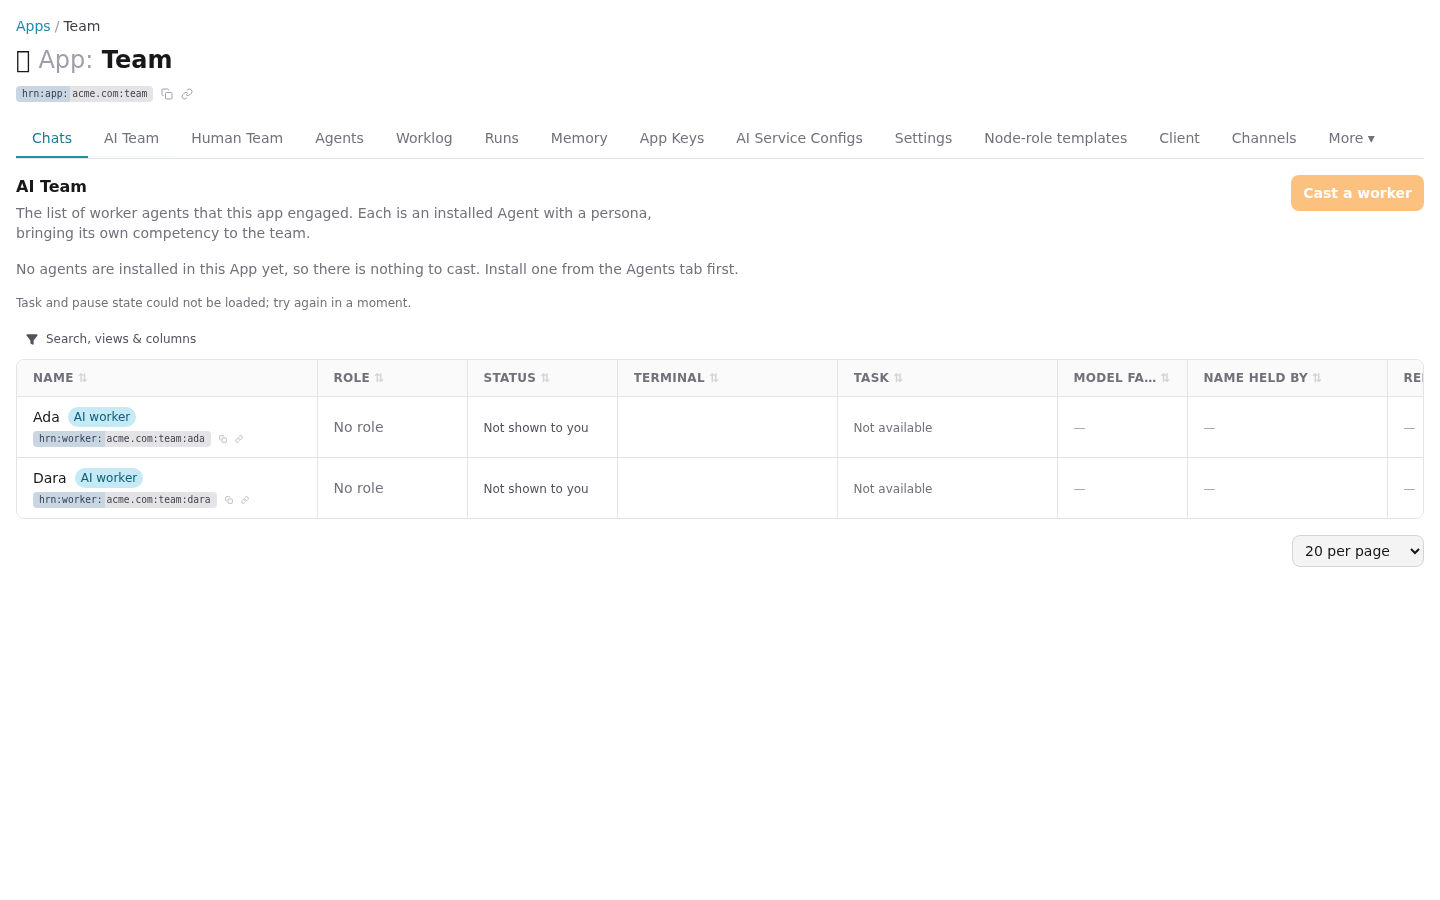 Apps / Team
App: Team
hrn:app: acme.com:team
Chats AI Team Human Team Agents Worklog Runs Memory App Keys AI Service Configs Settings Node-role templates Client Channels More ▾
AI Team
Cast a worker
The list of worker agents that this app engaged. Each is an installed Agent with a persona,
bringing its own competency to the team.
No agents are installed in this App yet, so there is nothing to cast. Install one from the Agents tab first.
Task and pause state could not be loaded; try again in a moment.
Search, views & columns
NAME ⇅ ROLE ⇅ STATUS ⇅ TERMINAL ⇅ TASK ⇅ MODEL FA… ⇅ NAME HELD BY ⇅
Ada AI worker No role Not shown to you Not available — — —
hrn:worker: acme.com:team:ada
Dara AI worker No role Not shown to you Not available — — —
hrn:worker: acme.com:team:dara
20 per page